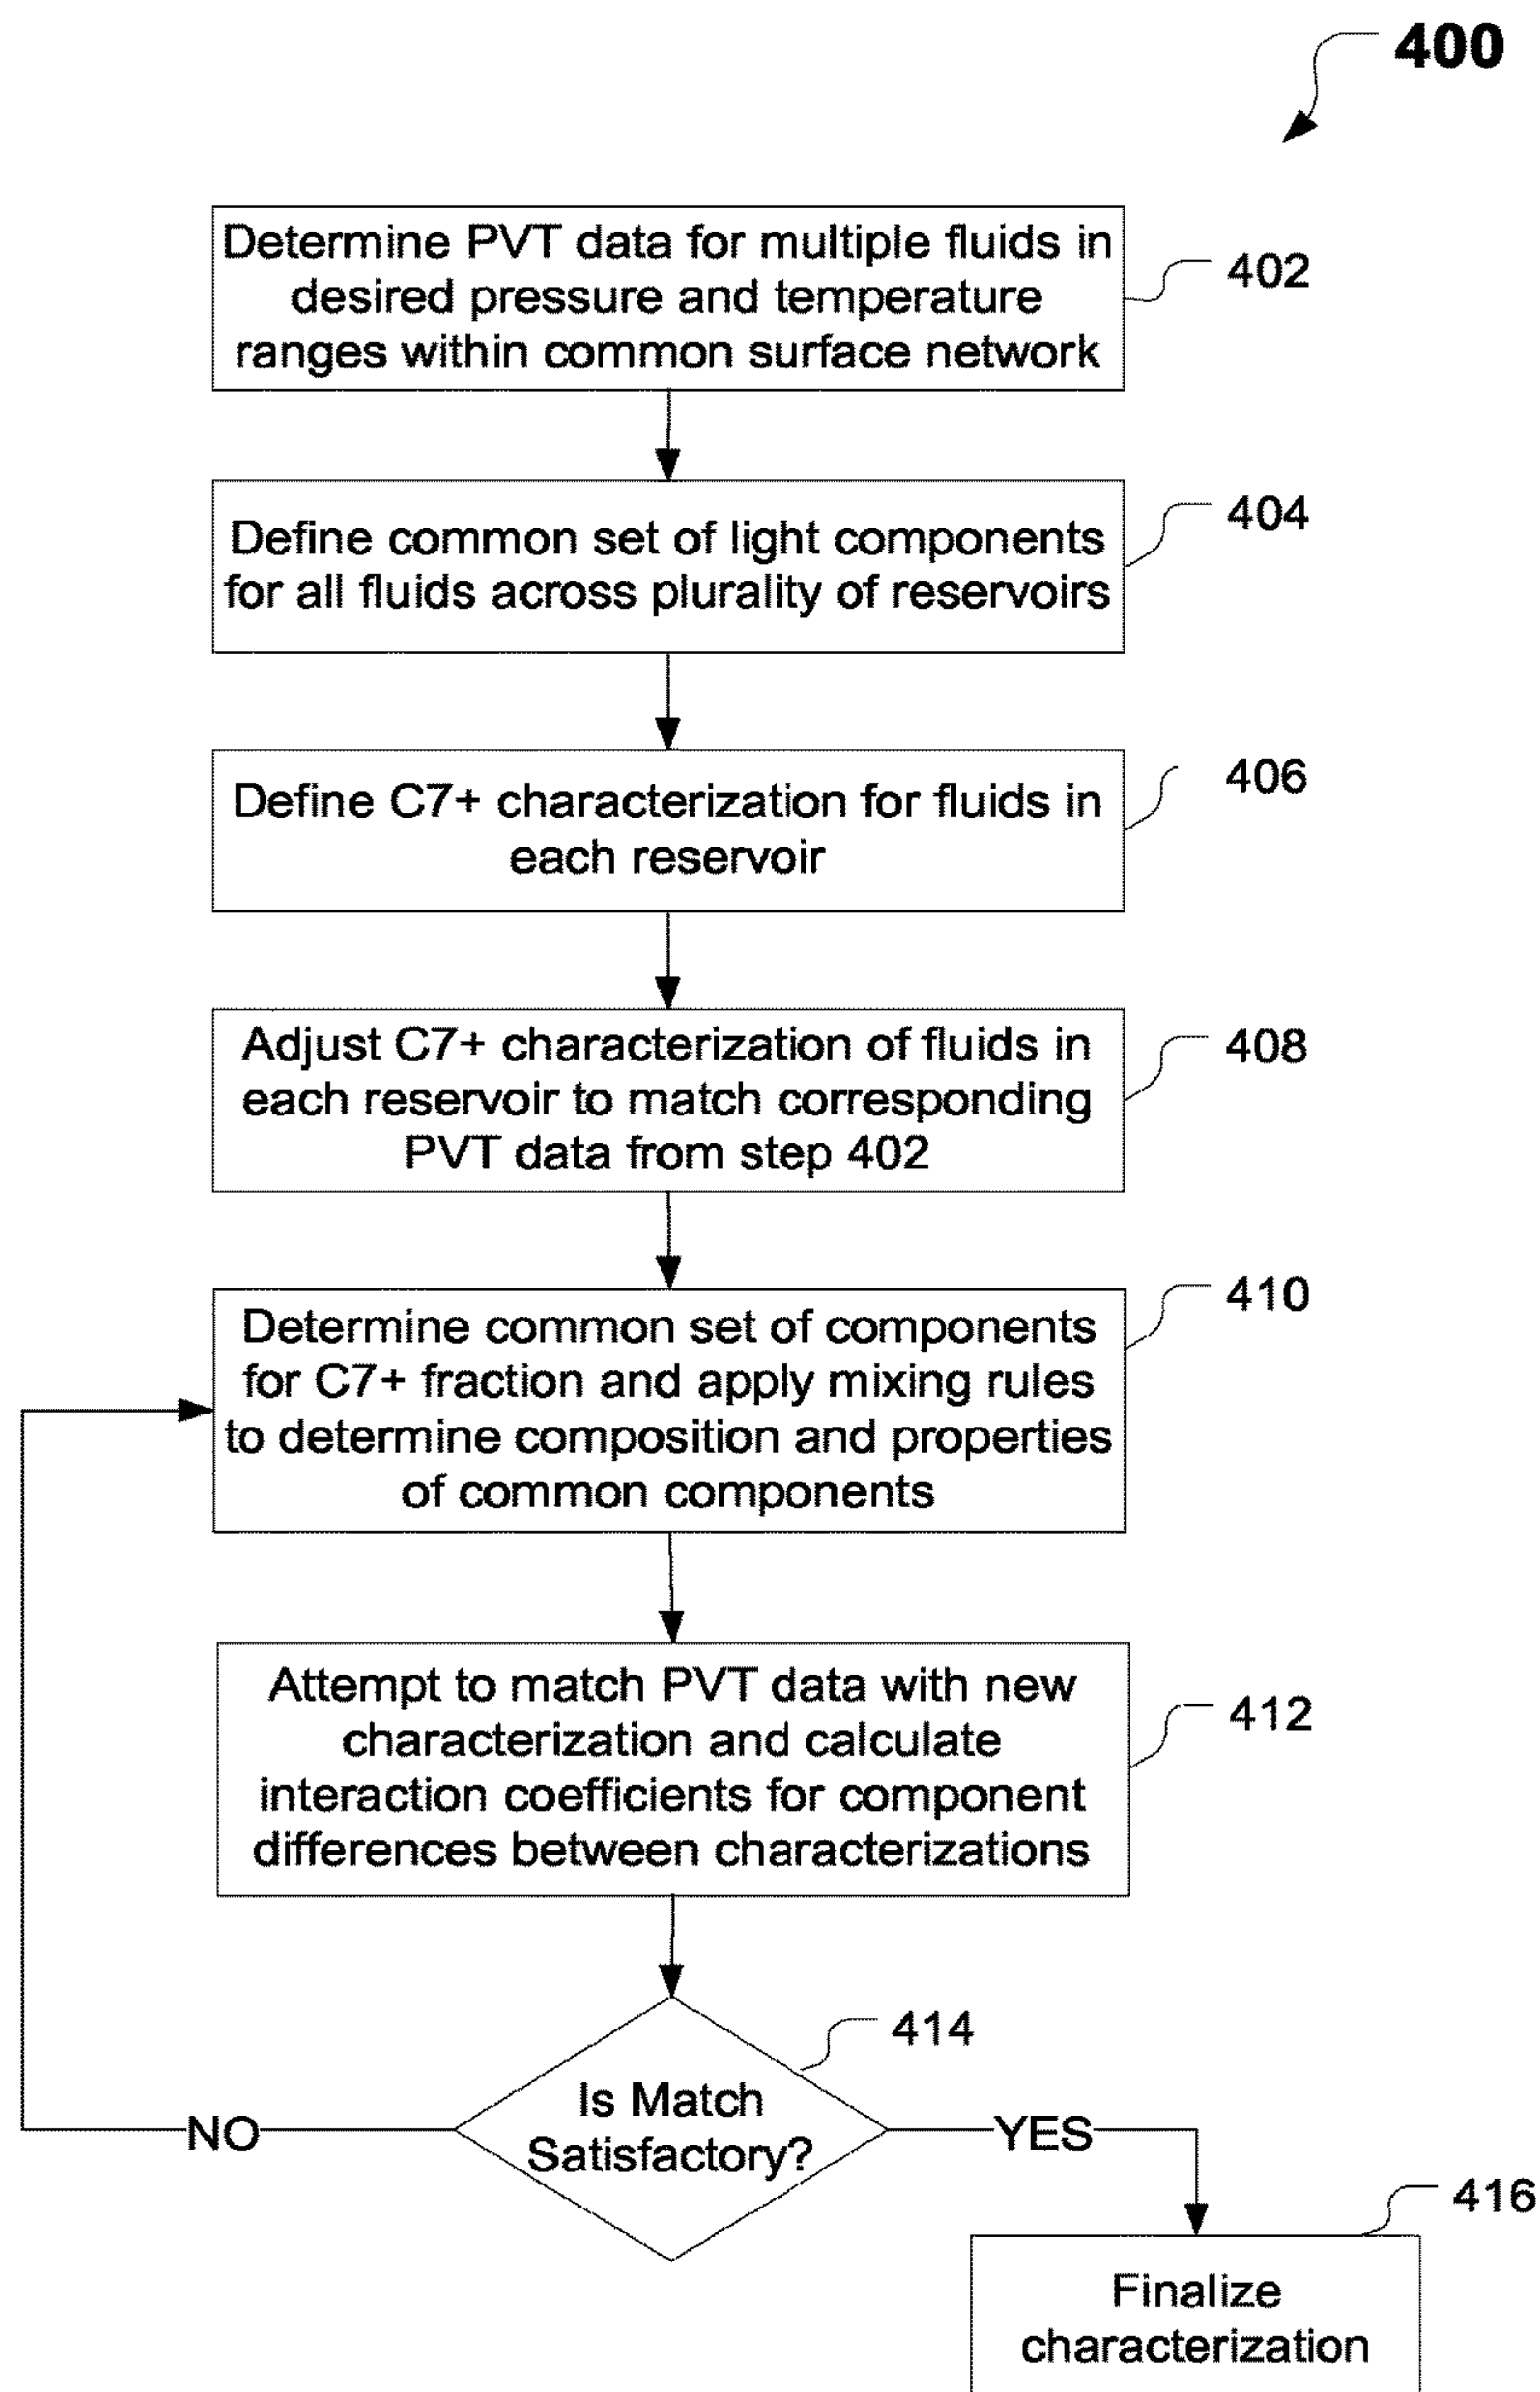 400
Determine PVT data for multiple fluids in
desired pressure and temperature
ranges within common surface network
402
Define common set of light components
for all fluids across plurality of reservoirs
404
Define C7+ characterization for fluids in
each reservoir
406
Adjust C7+ characterization of fluids in
each reservoir to match corresponding
PVT data from step 402
408
Determine common set of components
for C7+ fraction and apply mixing rules
to determine composition and properties
of common components
410
Attempt to match PVT data with new
characterization and calculate
interaction coefficients for component
differences between characterizations
412
Is Match
Satisfactory?
414
NO
YES
Finalize
characterization
416